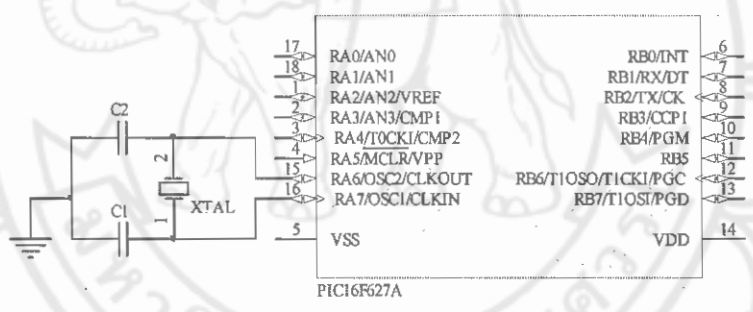 17 RA0/AN0 RB0/INT 6
18 RA1/AN1 RB1/RX/DT 7
1 RA2/AN2/VREF RB2/TX/CK 8
2 RA3/AN3/CMP1 RB3/CCP1 9
3 RA4/T0CKI/CMP2 RB4/PGM 10
4 RA5/MCLR/VPP RB5 11
15 RA6/OSC2/CLKOUT RB6/T1OSO/T1CKI/PGC 12
16 RA7/OSC1/CLKIN RB7/T1OSI/PGD 13
5 VSS VDD 14
C2
2
XTAL
1
C1
PIC16F627A